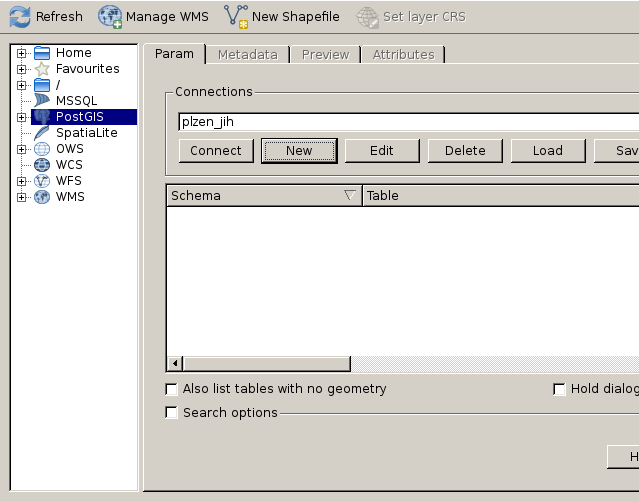 Refresh Manage WMS New Shapefile Set layer CRS
Home
Favourites
/
MSSQL
PostGIS
SpatiaLite
OWS
WCS
WFS
WMS
Param Metadata Preview Attributes
Connections
plzen_jih
Connect New Edit Delete Load Sav
Schema Table
Also list tables with no geometry Hold dialog
Search options
H